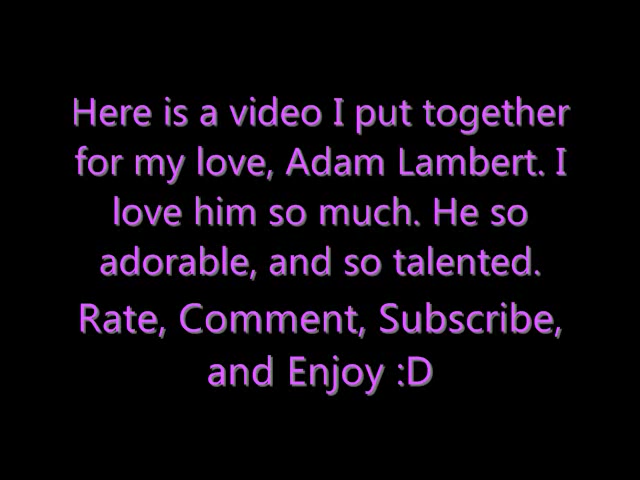 Here is a video I put together
for my love, Adam Lambert. I
love him so much. He so
adorable, and so talented.
Rate, Comment, Subscribe,
and Enjoy :D